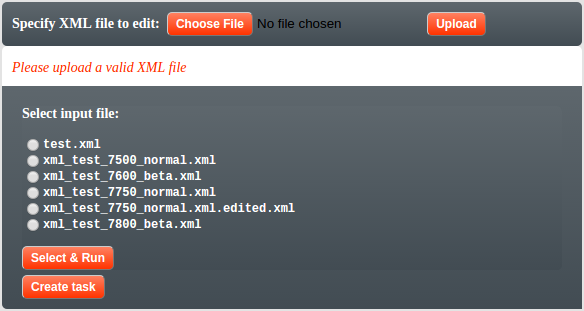 Specify XML file to edit: Choose File No file chosen Upload
Please upload a valid XML file
Select input file:
test.xml
xml_test_7500_normal.xml
xml_test_7600_beta.xml
xml_test_7750_normal.xml
xml_test_7750_normal.xml.edited.xml
xml_test_7800_beta.xml
Select & Run
Create task